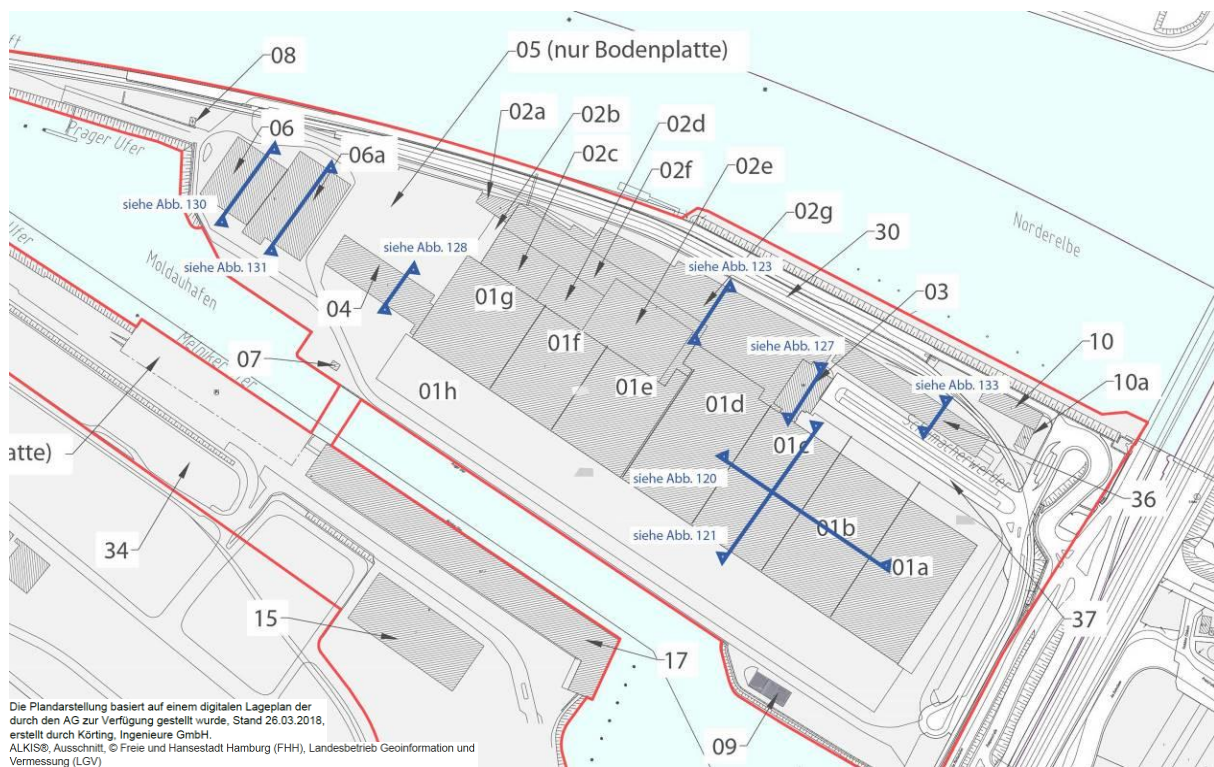 08
05 (nur Bodenplatte)
Prager Ufer
06
06a
02a
02b
02c
02d
02f
02e
02g
30
Norderelbe
siehe Abb. 130
siehe Abb. 131
siehe Abb. 128
siehe Abb. 123
Moldauhafen
04
01g
01f
03
siehe Abb. 127
10
10a
siehe Abb. 133
07
01h
01e
01d
01c
Schumacherwerder
siehe Abb. 120
siehe Abb. 121
01b
01a
36
37
atte)
34
15
17
09
Die Plandarstellung basiert auf einem digitalen Lageplan der
durch den AG zur Verfügung gestellt wurde, Stand 26.03.2018,
erstellt durch Körting, Ingenieure GmbH.
ALKIS®, Ausschnitt, © Freie und Hansestadt Hamburg (FHH), Landesbetrieb Geoinformation und
Vermessung (LGV)